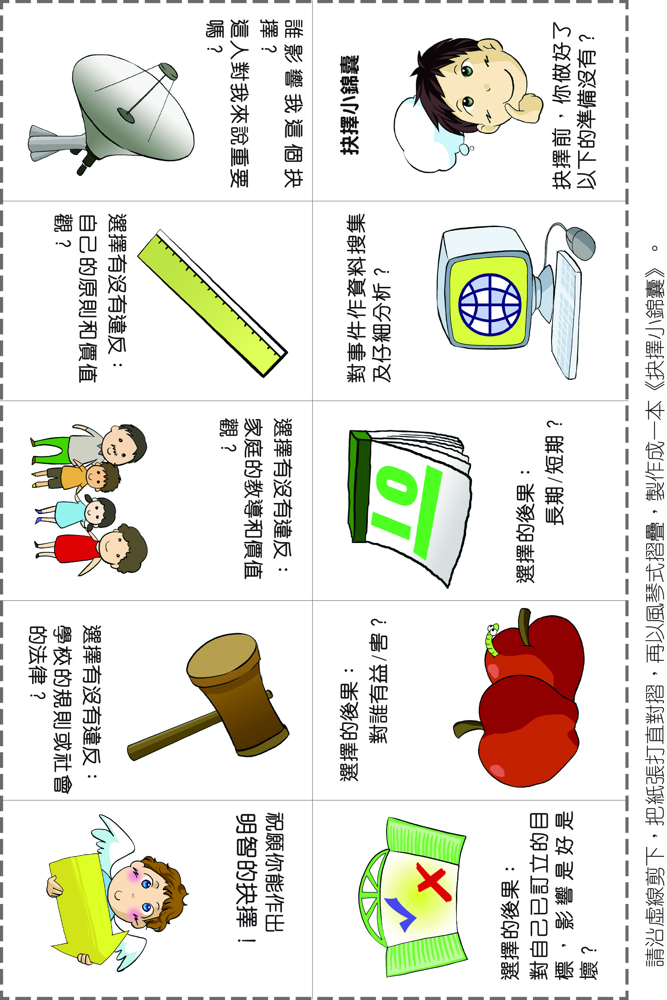 抉擇小錦囊
抉擇前，你做好了
以下的準備沒有？
對事件作資料搜集
及仔細分析？
選擇的後果：
長期/短期？
10
選擇的後果：
對誰有益/害？
選擇的後果：
對自己已訂立的目
標，影響是好是
壞？
誰影響我這個抉
擇？
這人對我來說重要
嗎？
選擇有沒有違反：
自己的原則和價值
觀？
選擇有沒有違反：
家庭的教導和價值
觀？
選擇有沒有違反：
學校的規則或社會
的法律？
祝願你能作出
明智的抉擇！
請沿虛線剪下，把紙張打直對摺，再以風琴式摺疊，製作成一本《抉擇小錦囊》。